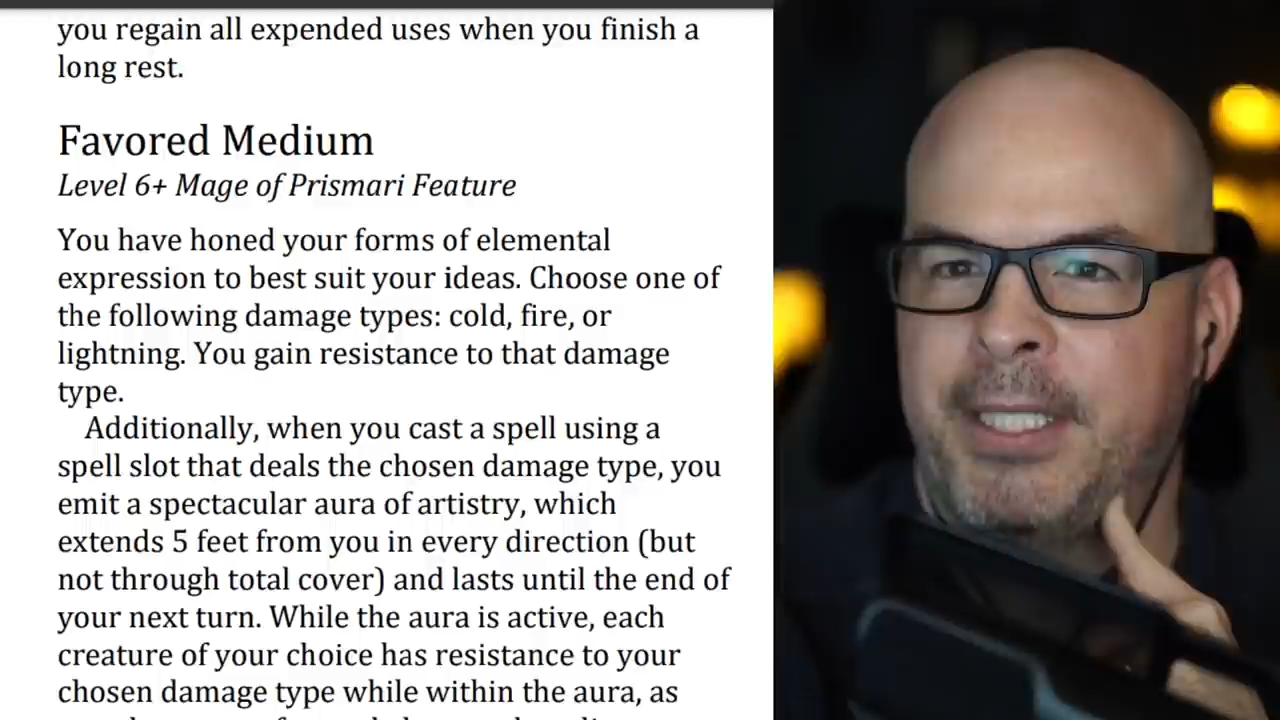 you regain all expended uses when you finish a
long rest.
Favored Medium
Level 6+ Mage of Prismari Feature
You have honed your forms of elemental
expression to best suit your ideas. Choose one of
the following damage types: cold, fire, or
lightning. You gain resistance to that damage
type.
Additionally, when you cast a spell using a
spell slot that deals the chosen damage type, you
emit a spectacular aura of artistry, which
extends 5 feet from you in every direction (but
not through total cover) and lasts until the end of
your next turn. While the aura is active, each
creature of your choice has resistance to your
chosen damage type while within the aura, as